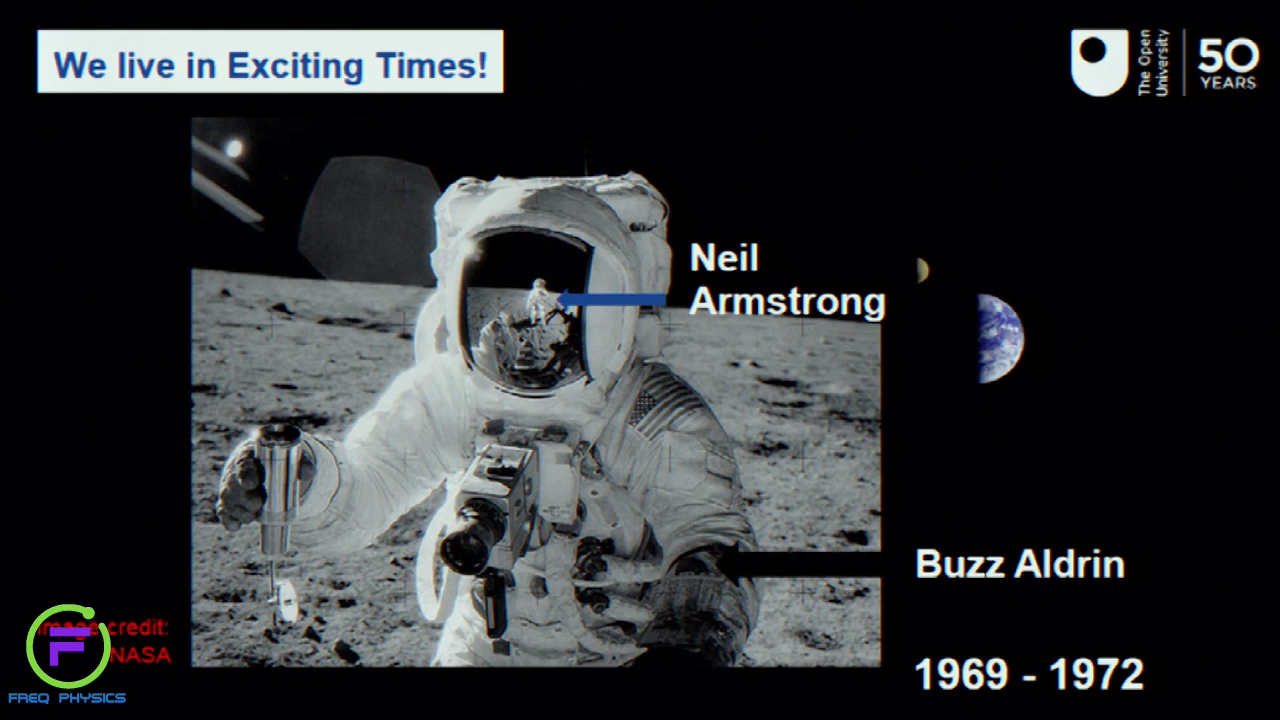 We live in Exciting Times!
The Open
University
50
YEARS
Neil
Armstrong
Buzz Aldrin
1969 - 1972
Image credit:
NASA
FREQ PHYSICS